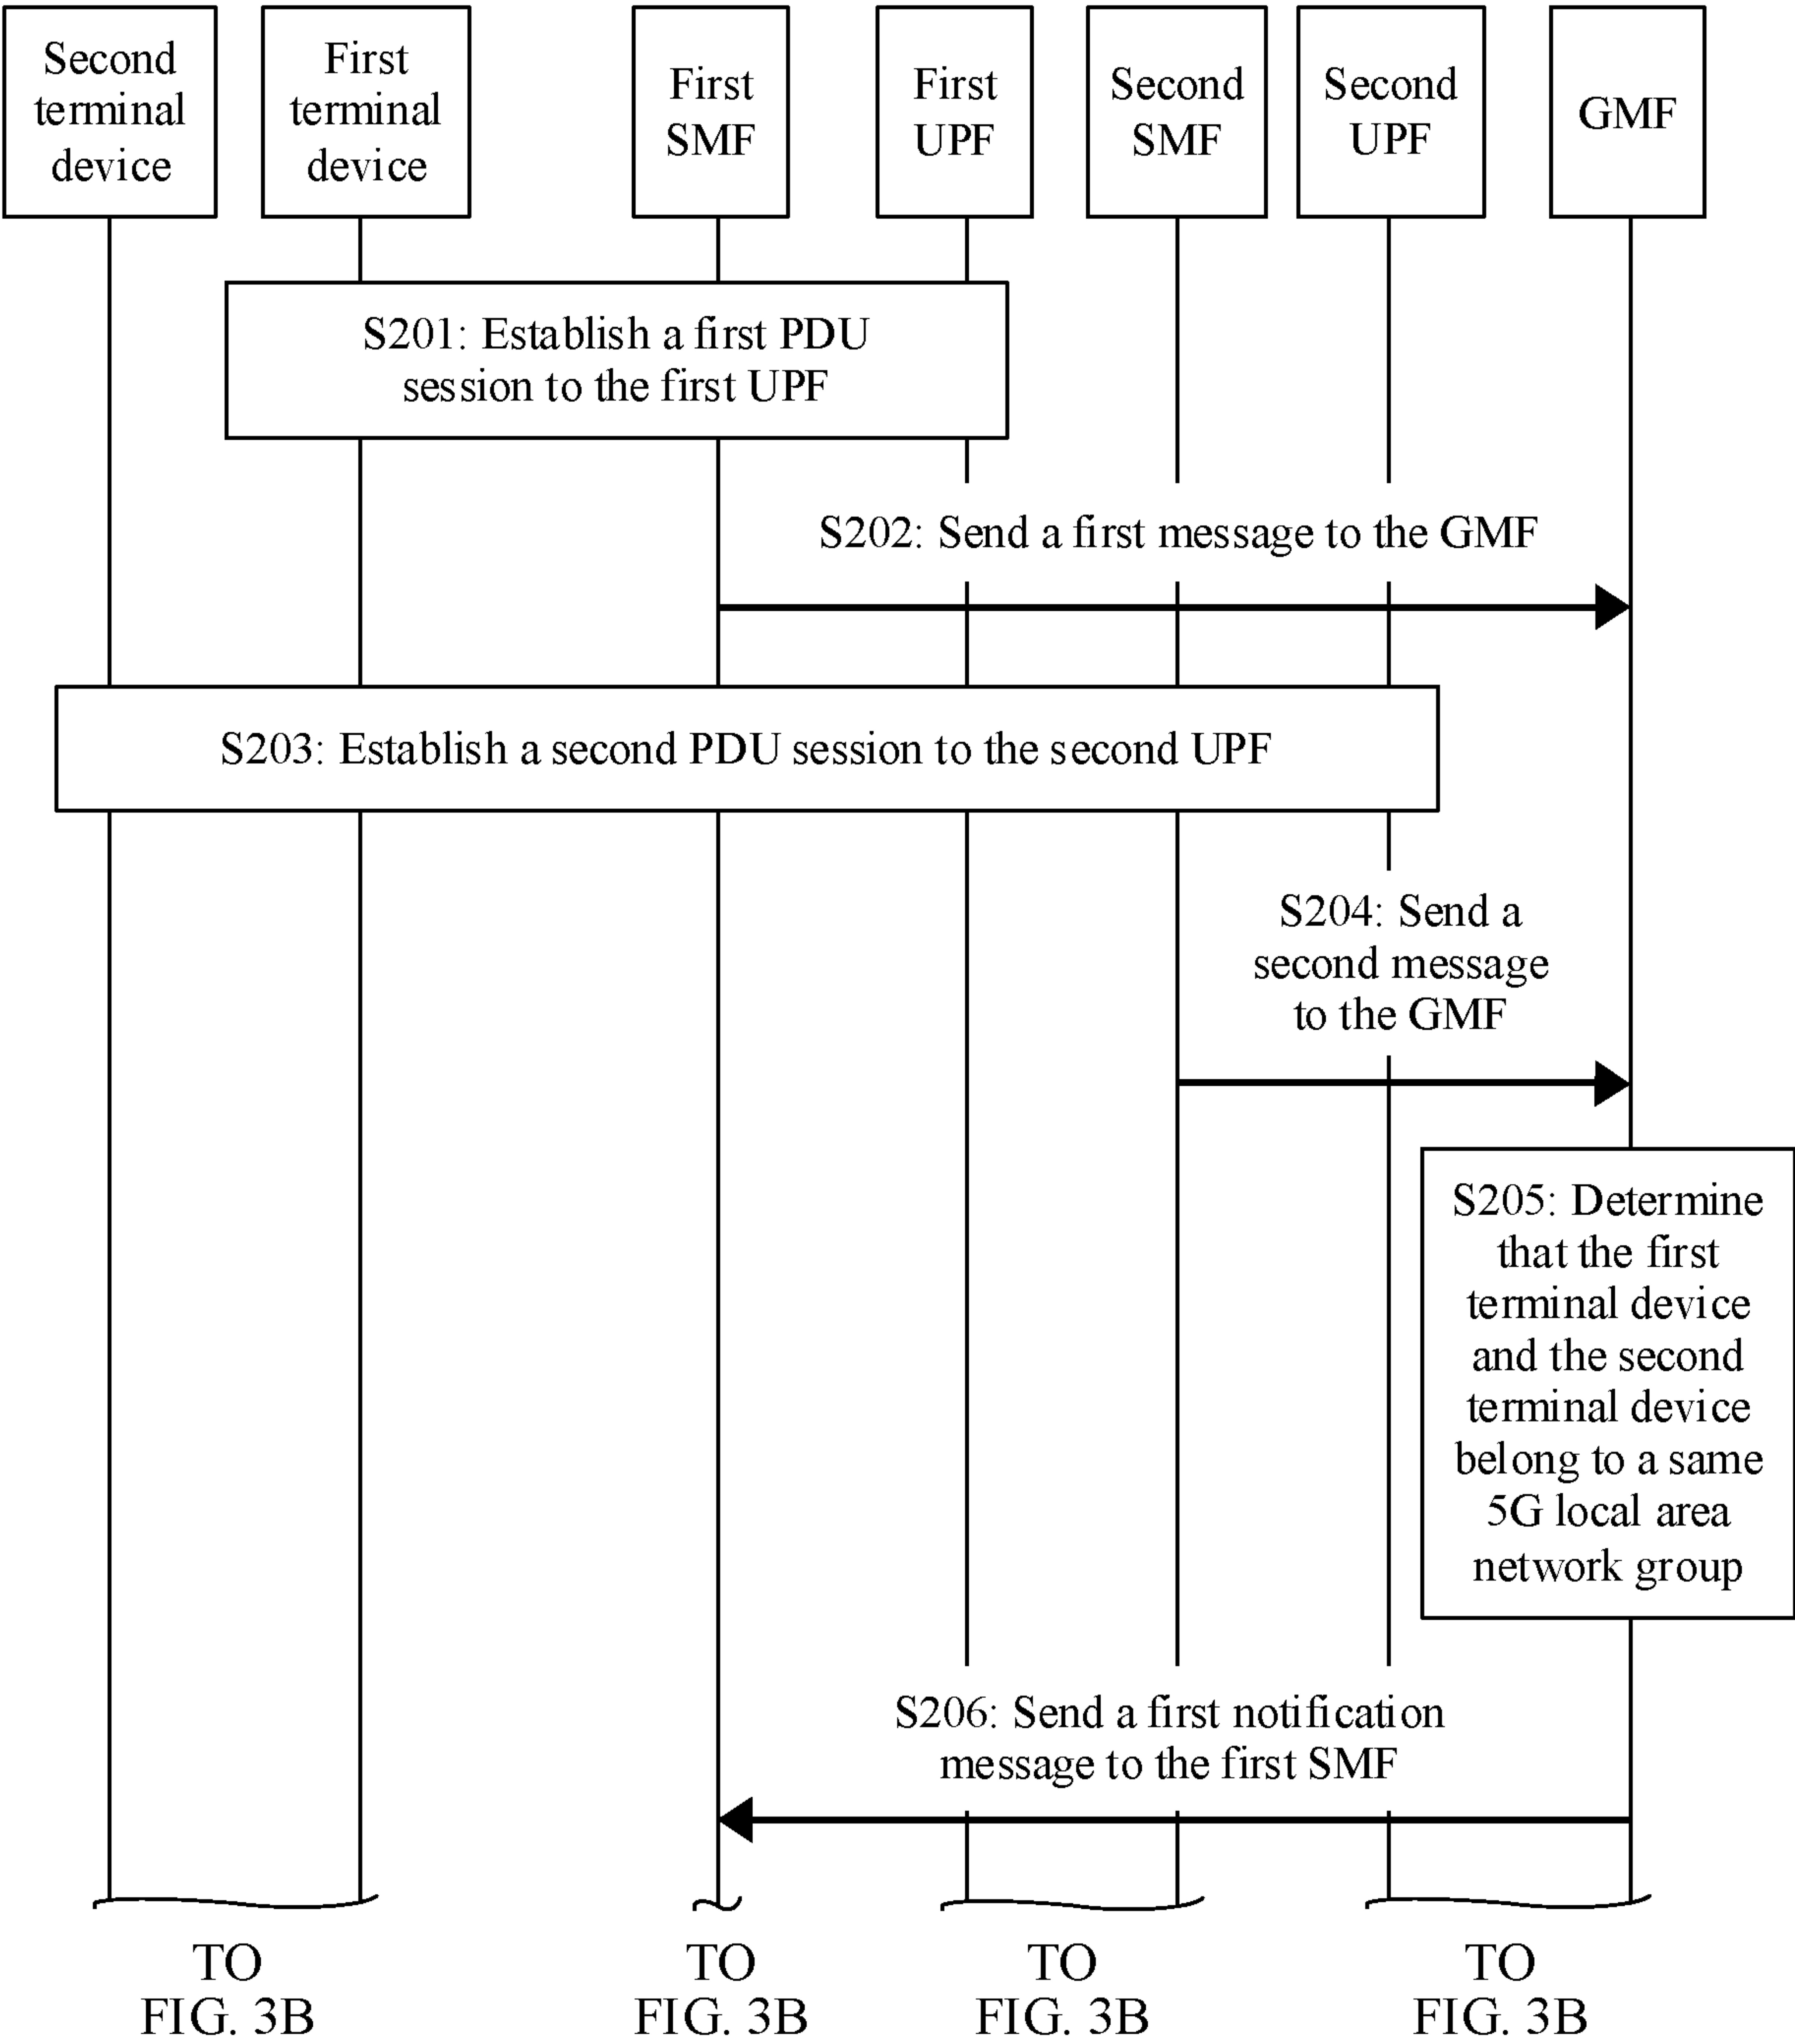 Second
terminal
device
First
terminal
device
First
SMF
First
UPF
Second
SMF
Second
UPF
GMF
S201: Establish a first PDU
session to the first UPF
S202: Send a first message to the GMF
S203: Establish a second PDU session to the second UPF
S204: Send a
second message
to the GMF
S205: Determine
that the first
terminal device
and the second
terminal device
belong to a same
5G local area
network group
S206: Send a first notification
message to the first SMF
TO
FIG. 3B
TO
FIG. 3B
TO
FIG. 3B
TO
FIG. 3B